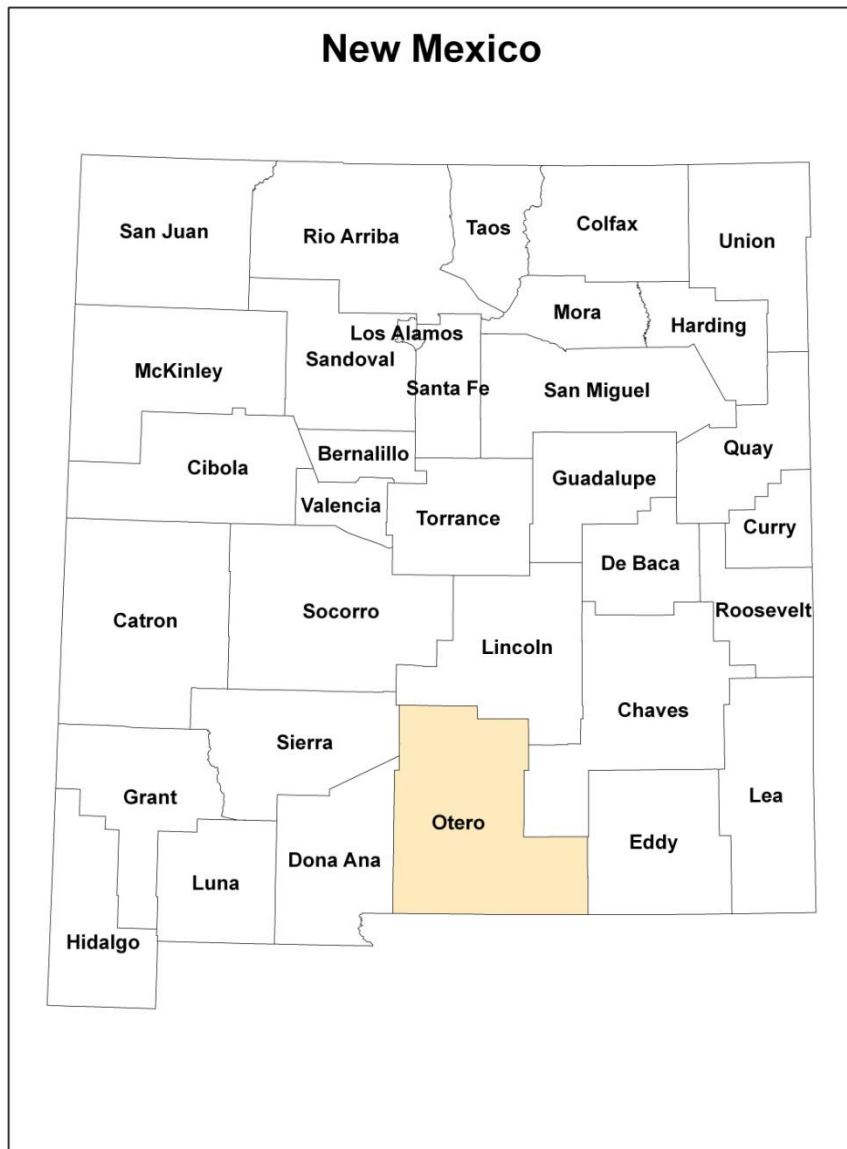 New Mexico
San Juan
Rio Arriba
Taos
Colfax
Union
Mora
Harding
Los Alamos
Sandoval
McKinley
Santa Fe
San Miguel
Bernalillo
Cibola
Quay
Guadalupe
Valencia
Torrance
Curry
De Baca
Catron
Socorro
Roosevelt
Lincoln
Chaves
Sierra
Grant
Lea
Otero
Eddy
Dona Ana
Luna
Hidalgo